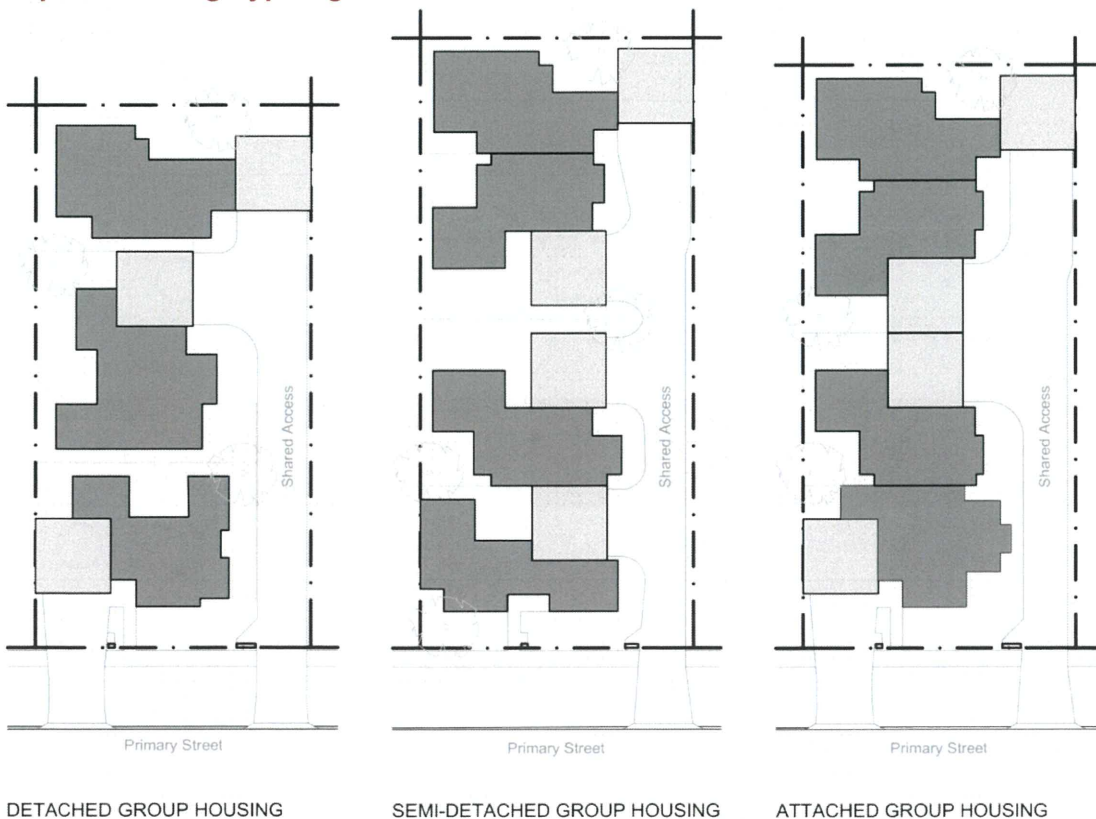 Shared Access
Primary Street
DETACHED GROUP HOUSING
Shared Access
Primary Street
SEMI-DETACHED GROUP HOUSING
Shared Access
Primary Street
ATTACHED GROUP HOUSING